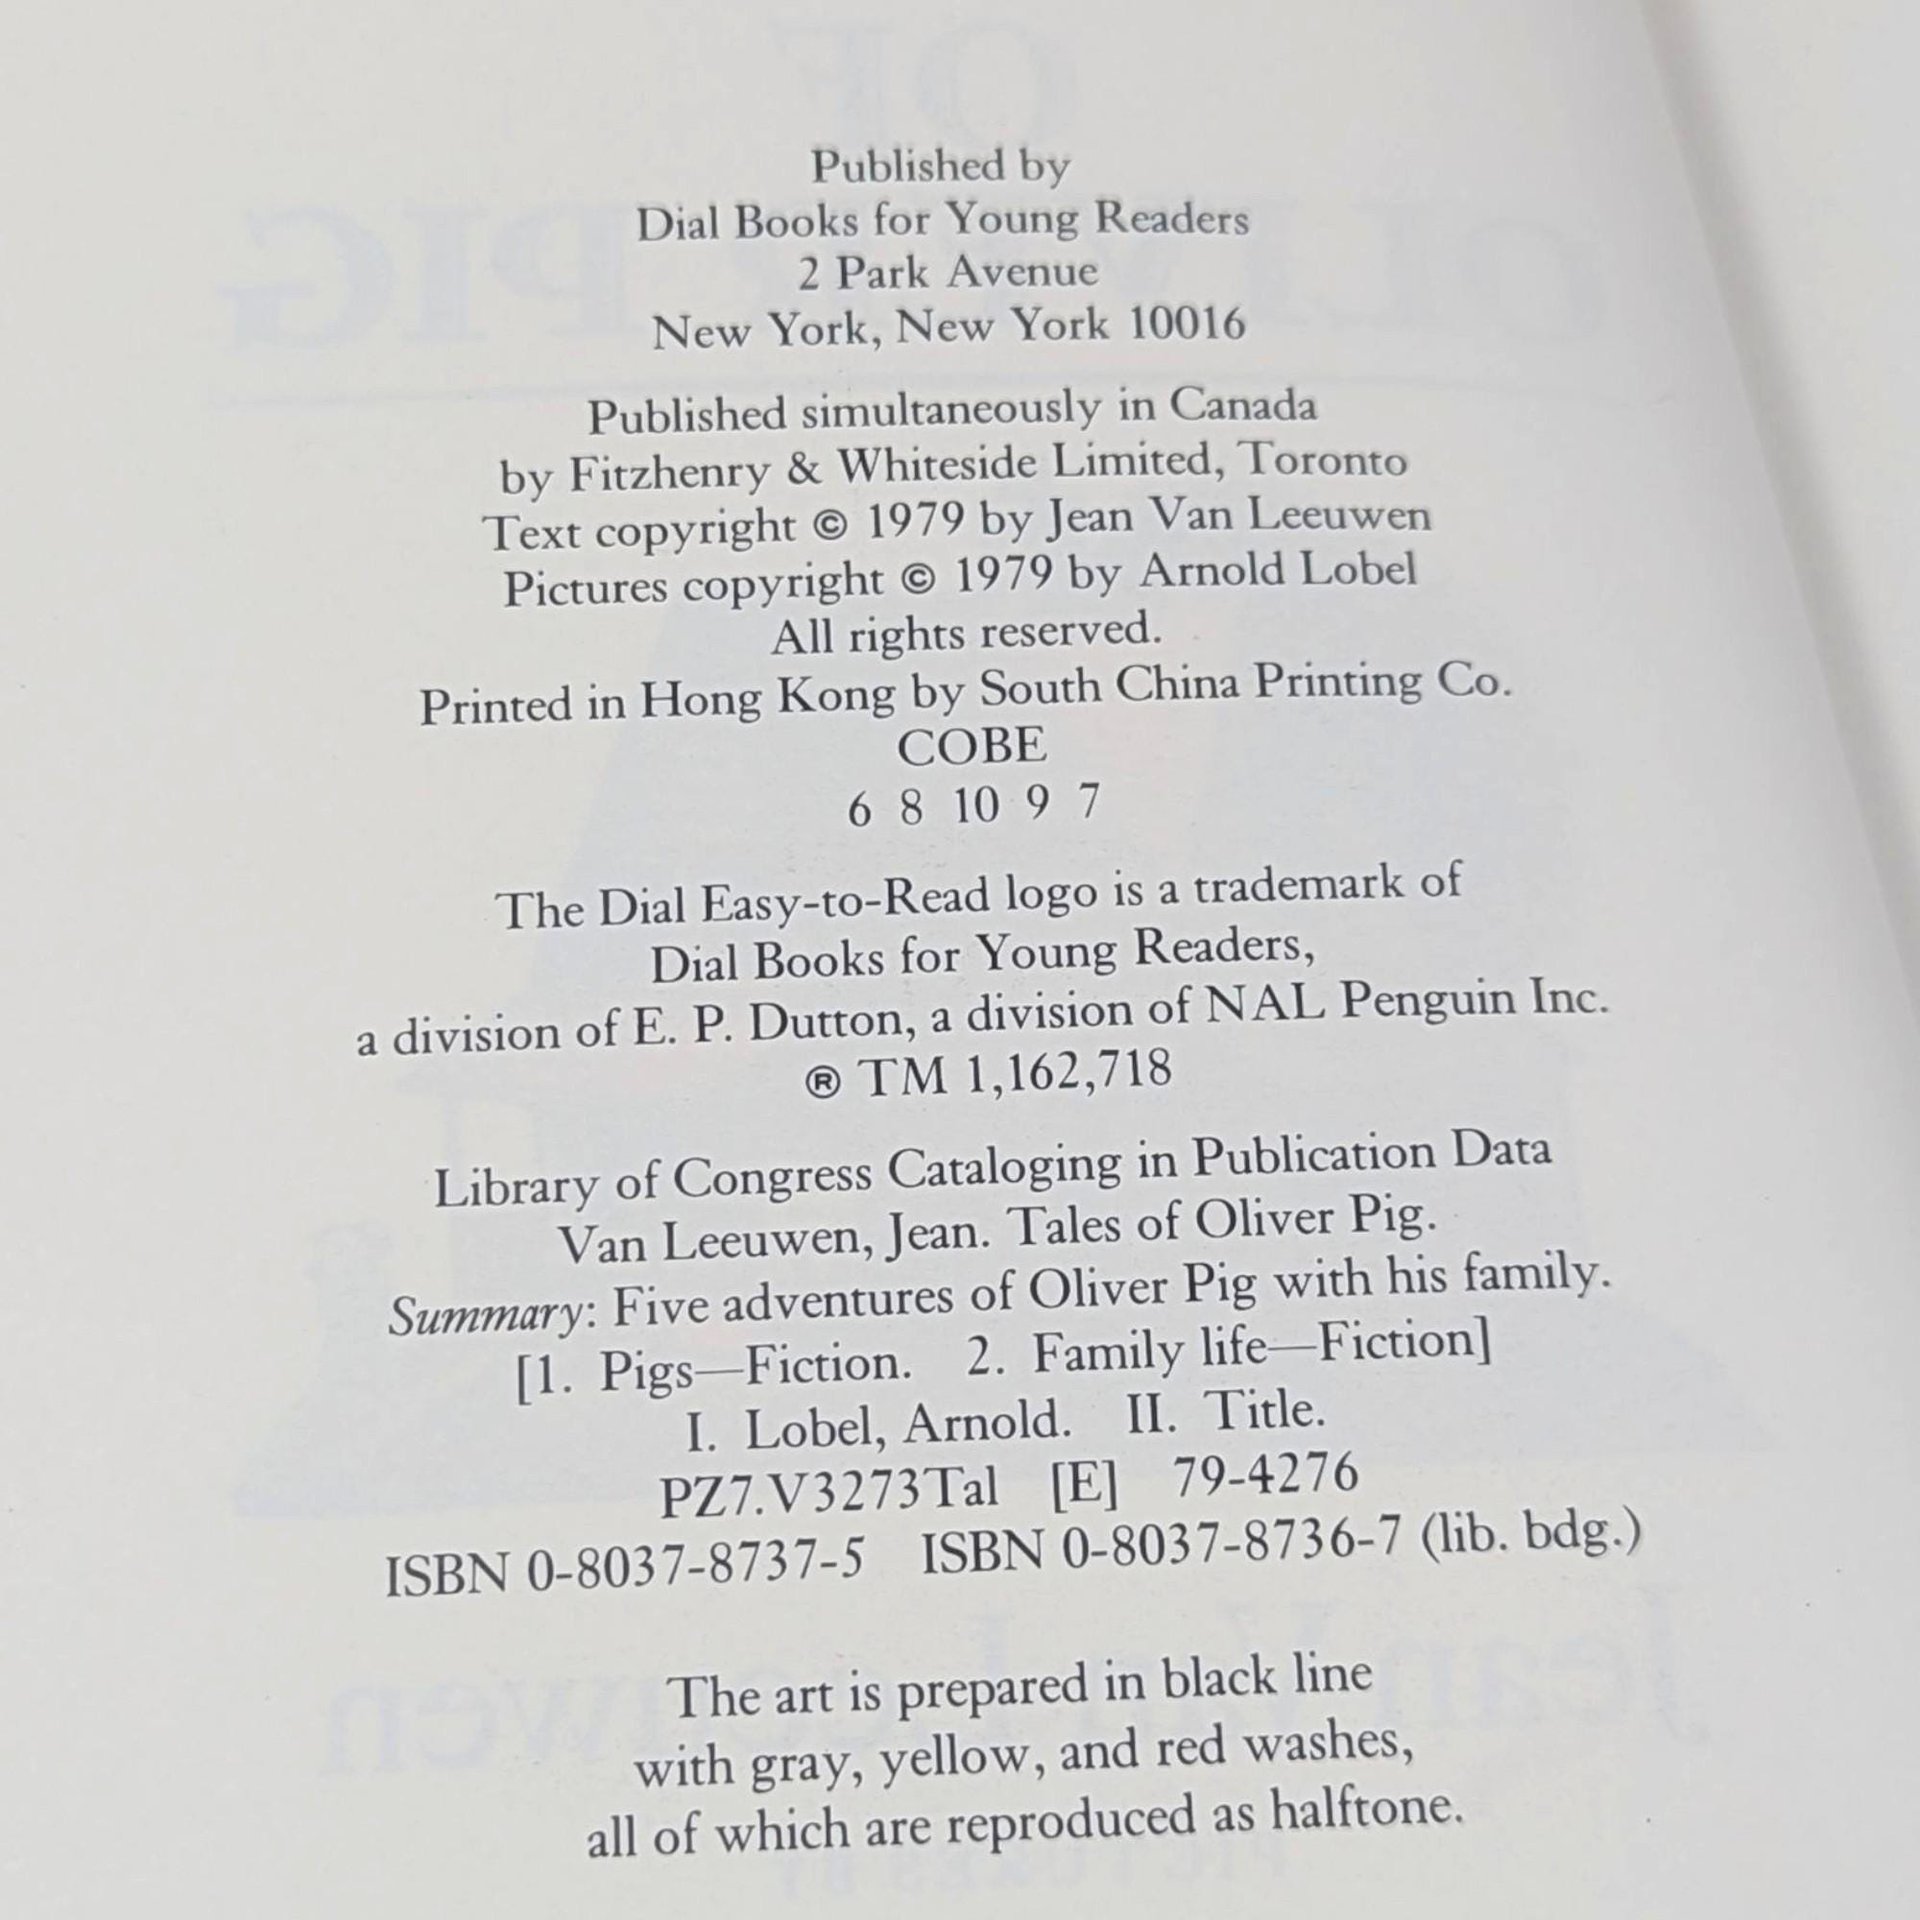 Published by
Dial Books for Young Readers
2 Park Avenue
New York, New York 10016
Published simultaneously in Canada
by Fitzhenry & Whiteside Limited, Toronto
Text copyright © 1979 by Jean Van Leeuwen
Pictures copyright © 1979 by Arnold Lobel
All rights reserved.
Printed in Hong Kong by South China Printing Co.
COBE
6 8 10 9 7
The Dial Easy-to-Read logo is a trademark of
Dial Books for Young Readers,
a division of E. P. Dutton, a division of NAL Penguin Inc.
® TM 1,162,718
Library of Congress Cataloging in Publication Data
Van Leeuwen, Jean. Tales of Oliver Pig.
Summary: Five adventures of Oliver Pig with his family.
[1. Pigs—Fiction. 2. Family life—Fiction]
I. Lobel, Arnold. II. Title.
PZ7.V3273Tal [E] 79-4276
ISBN 0-8037-8737-5 ISBN 0-8037-8736-7 (lib. bdg.)
The art is prepared in black line
with gray, yellow, and red washes,
all of which are reproduced as halftone.